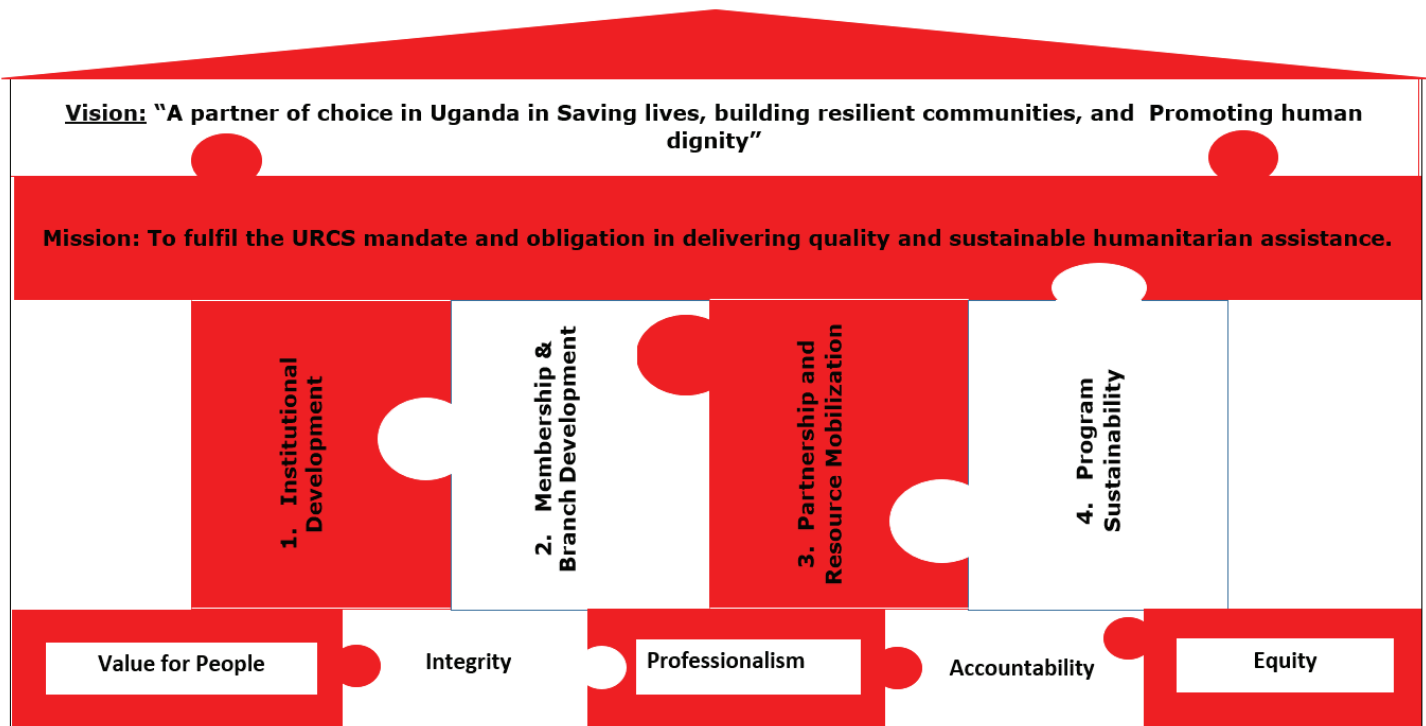 Vision: “A partner of choice in Uganda in Saving lives, building resilient communities, and Promoting human
dignity”
Mission: To fulfil the URCS mandate and obligation in delivering quality and sustainable humanitarian assistance.
1. Institutional
Development
2. Membership &
Branch Development
3. Partnership and
Resource Mobilization
4. Program
Sustainability
Value for People
Integrity
Professionalism
Accountability
Equity